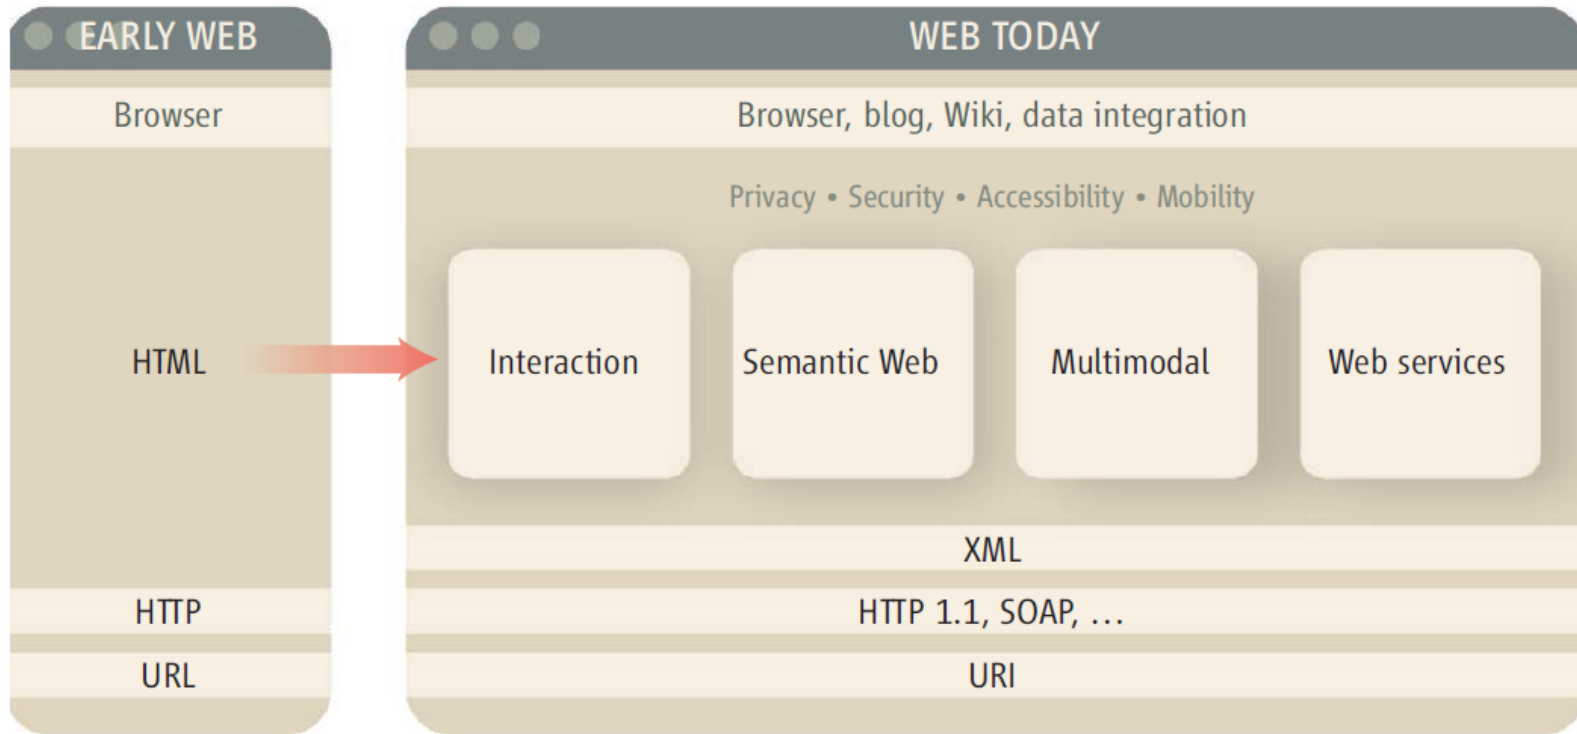 EARLY WEB
Browser
HTML
HTTP
URL
WEB TODAY
Browser, blog, Wiki, data integration
Privacy • Security • Accessibility • Mobility
Interaction
Semantic Web
Multimodal
Web services
XML
HTTP 1.1, SOAP, …
URI